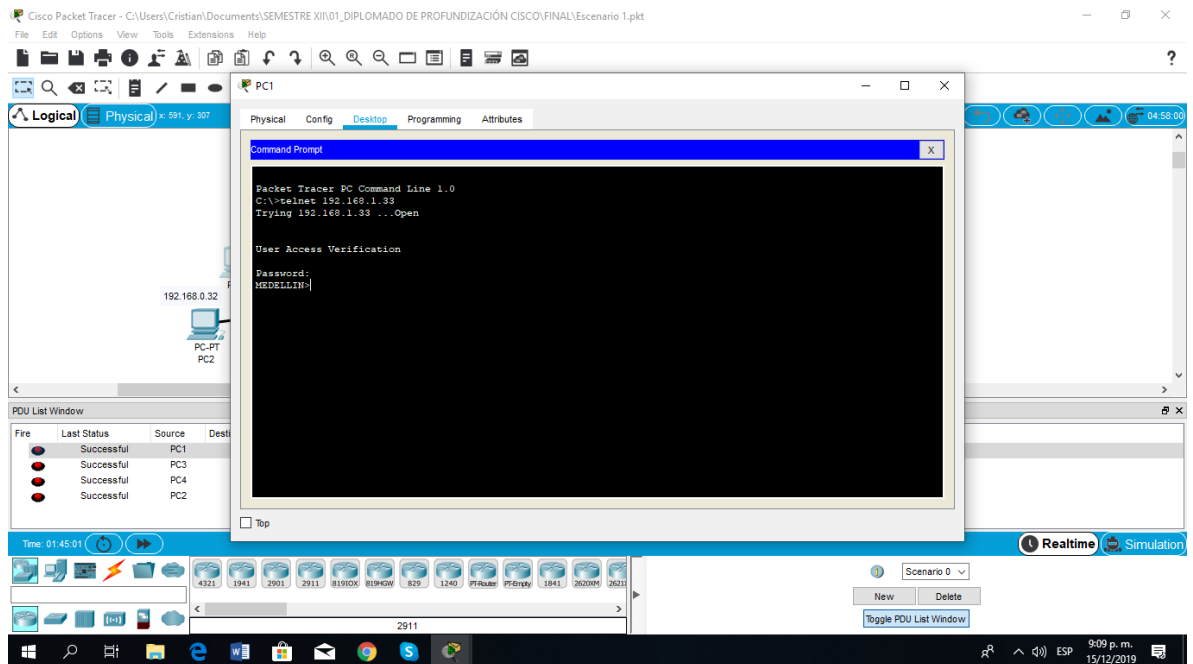 Cisco Packet Tracer - C:\Users\Cristian\Documents\SEMESTRE XII\01_DIPLOMADO DE PROFUNDIZACIÓN CISCO\FINAL\Escenario 1.pkt
File Edit Options View Tools Extensions Help
?
PC1
Logical Physical x: 591, y: 307
04:58:00
Physical Config Desktop Programming Attributes
Command Prompt X
Packet Tracer PC Command Line 1.0
C:\>telnet 192.168.1.33
Trying 192.168.1.33 ...Open
User Access Verification
Password:
MEDELLIN>
192.168.0.32
PC-PT
PC2
PDU List Window
Fire Last Status Source Desti
Successful PC1
Successful PC3
Successful PC4
Successful PC2
Top
Time: 01:45:01
Realtime Simulation
4321 1941 2901 2911 819IOX 819HGW 829 1240 PT-Router PT-Empty 1841 2620XM 2621
Scenario 0
New Delete
Toggle PDU List Window
2911
ESP
9:09 p. m.
15/12/2019